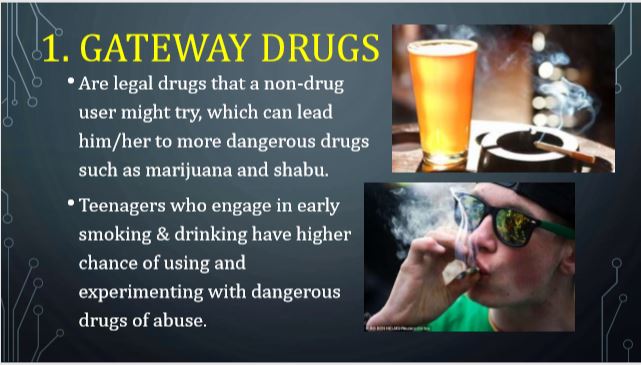 1. GATEWAY DRUGS
• Are legal drugs that a non-drug
user might try, which can lead
him/her to more dangerous drugs
such as marijuana and shabu.
• Teenagers who engage in early
smoking & drinking have higher
chance of using and
experimenting with dangerous
drugs of abuse.